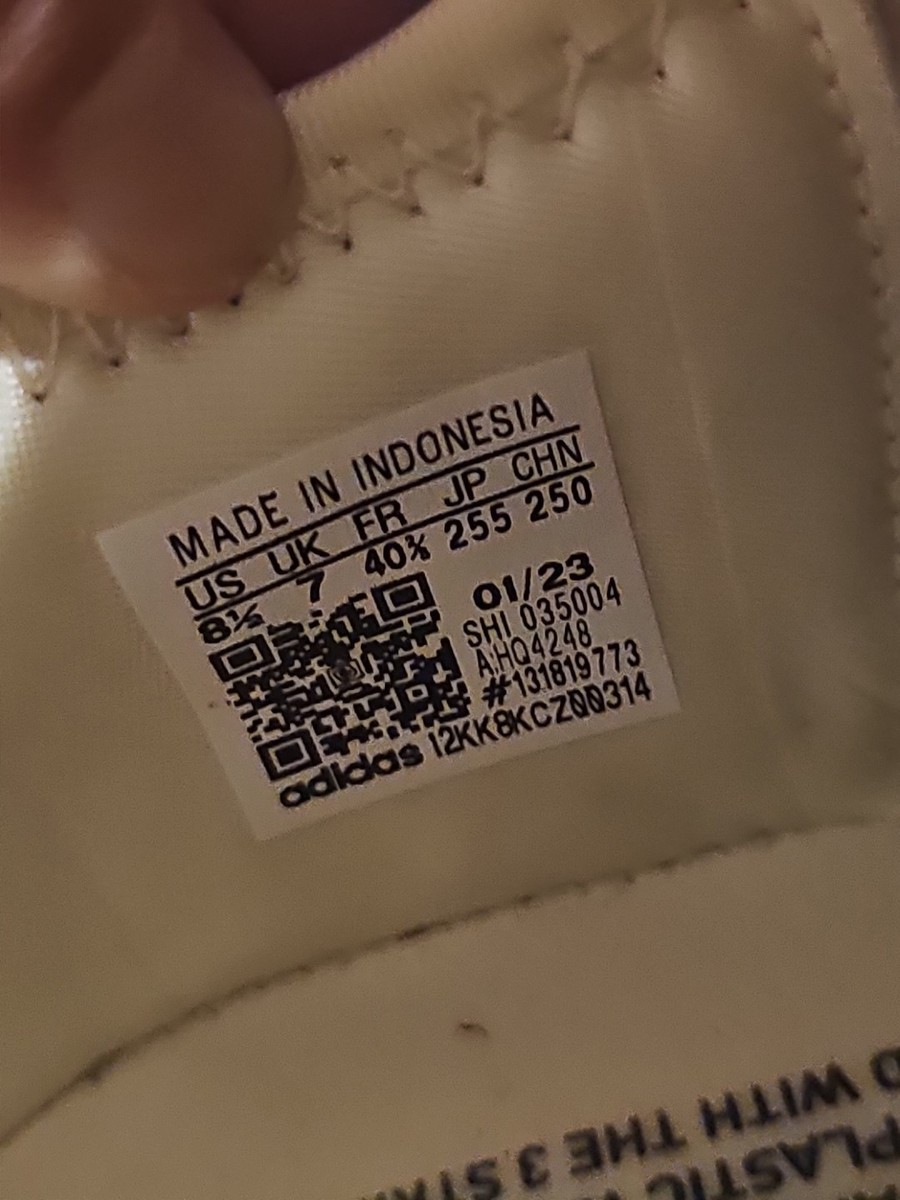 MADE IN INDONESIA
US UK FR JP CHN
8½ 7 40⅔ 255 250
01/23
SHI 035004
A:HQ4248
#131819773
adidas 12KK8KCZ00314
WITH
WITH THE 3
PLASTIC